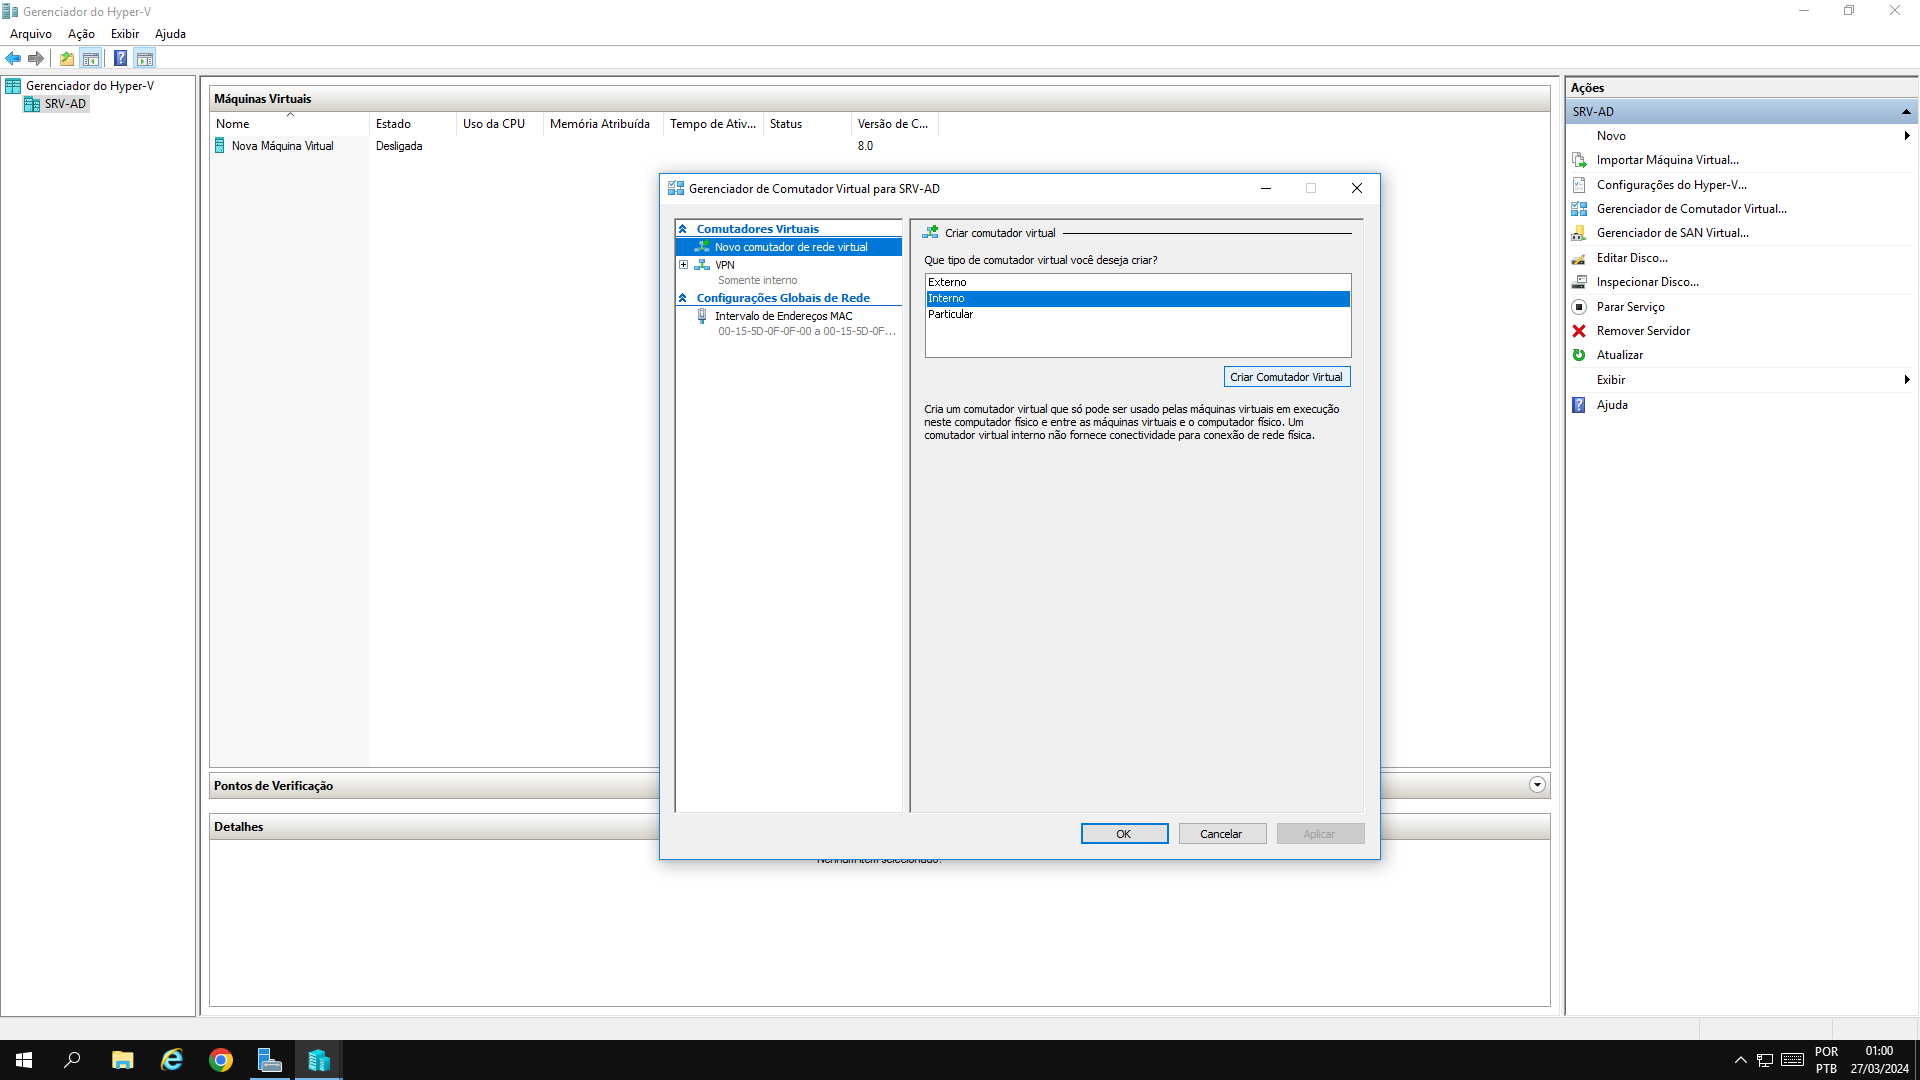 Gerenciador do Hyper-V
Arquivo Ação Exibir Ajuda
Gerenciador do Hyper-V
SRV-AD
Máquinas Virtuais
Nome Estado Uso da CPU Memória Atribuída Tempo de Ativ... Status Versão de C...
Nova Máquina Virtual Desligada 8.0
Gerenciador de Comutador Virtual para SRV-AD
Comutadores Virtuais
Novo comutador de rede virtual
VPN
Somente interno
Configurações Globais de Rede
Intervalo de Endereços MAC
00-15-5D-0F-0F-00 a 00-15-5D-0F...
Criar comutador virtual
Que tipo de comutador virtual você deseja criar?
Externo
Interno
Particular
Criar Comutador Virtual
Cria um comutador virtual que só pode ser usado pelas máquinas virtuais em execução
neste computador físico e entre as máquinas virtuais e o computador físico. Um
comutador virtual interno não fornece conectividade para conexão de rede física.
OK Cancelar Aplicar
Pontos de Verificação
Detalhes
Nenhum item selecionado.
Ações
SRV-AD
Novo
Importar Máquina Virtual...
Configurações do Hyper-V...
Gerenciador de Comutador Virtual...
Gerenciador de SAN Virtual...
Editar Disco...
Inspecionar Disco...
Parar Serviço
Remover Servidor
Atualizar
Exibir
Ajuda
POR
PTB
01:00
27/03/2024